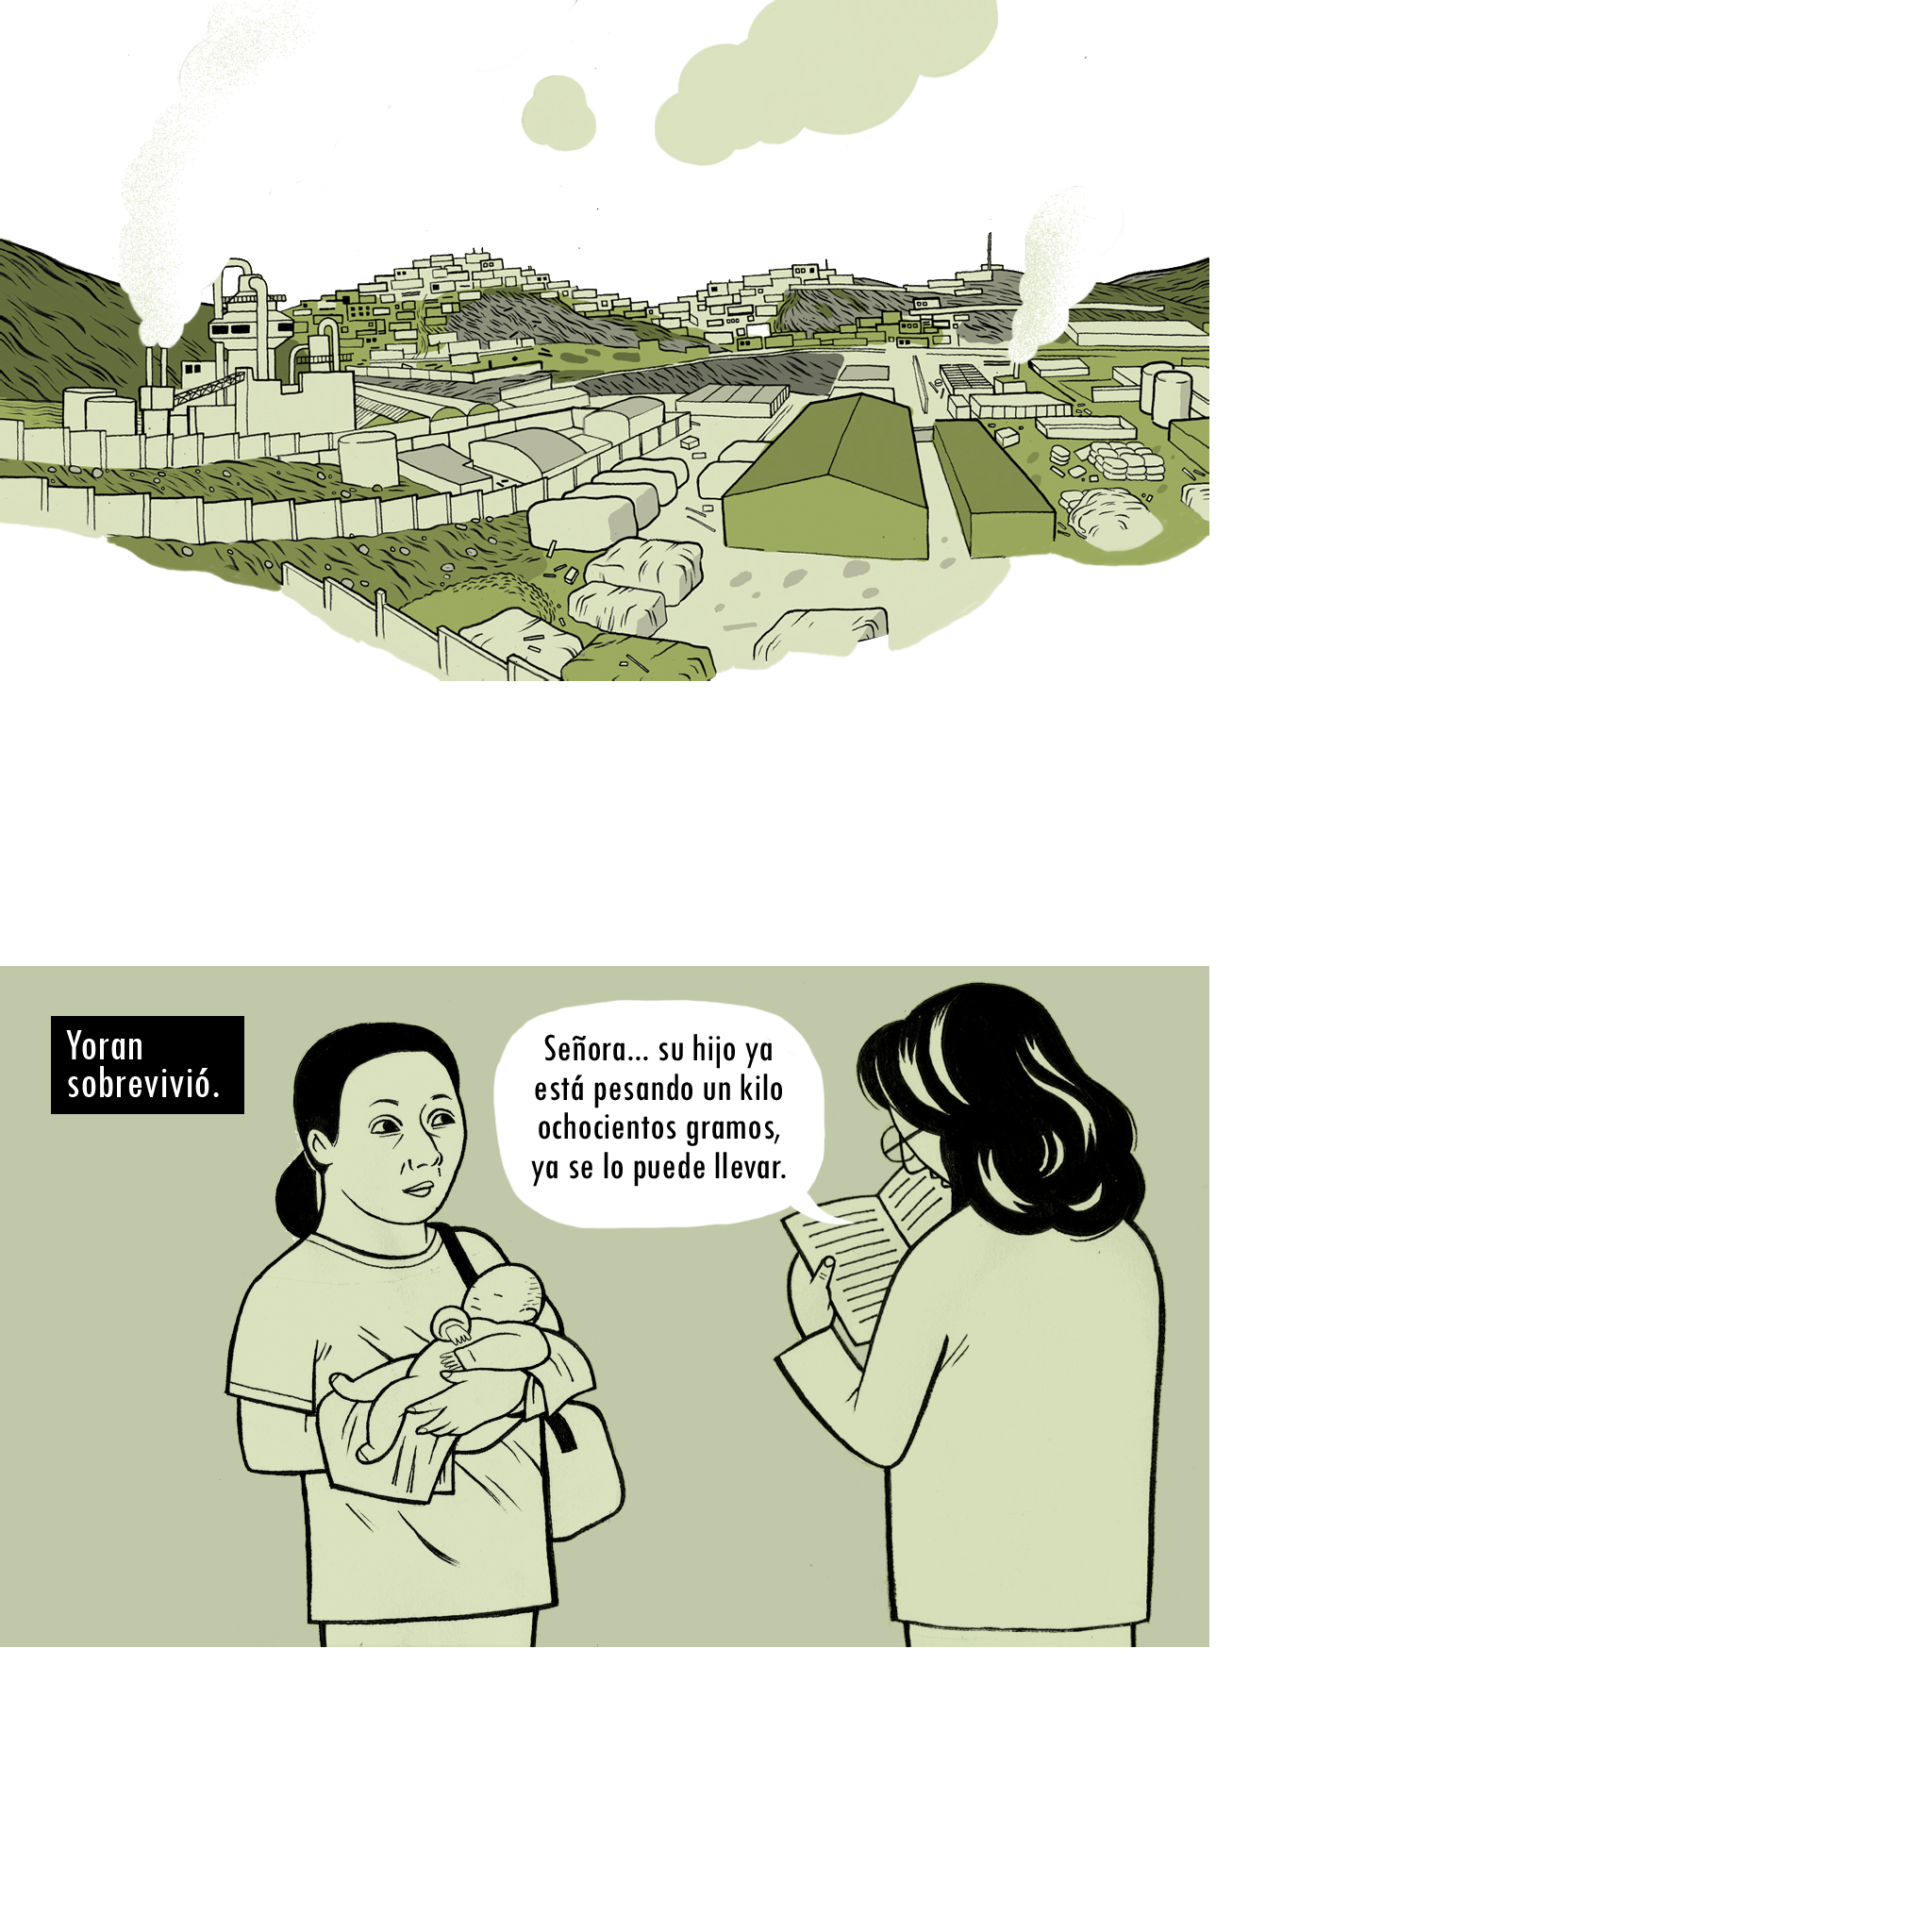 Yoran
sobrevivió.
Señora... su hijo ya
está pesando un kilo
ochocientos gramos,
ya se lo puede llevar.